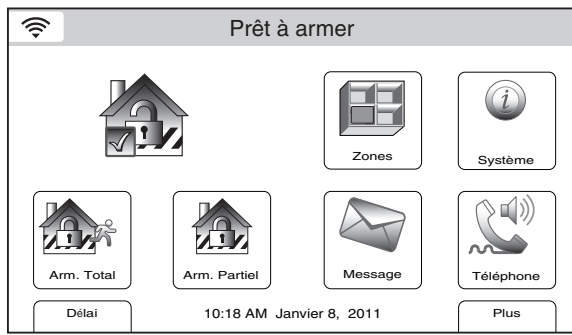 Prêt à armer
Zones
Système
Arm. Total
Arm. Partiel
Message
Téléphone
Délai
10:18 AM Janvier 8, 2011
Plus